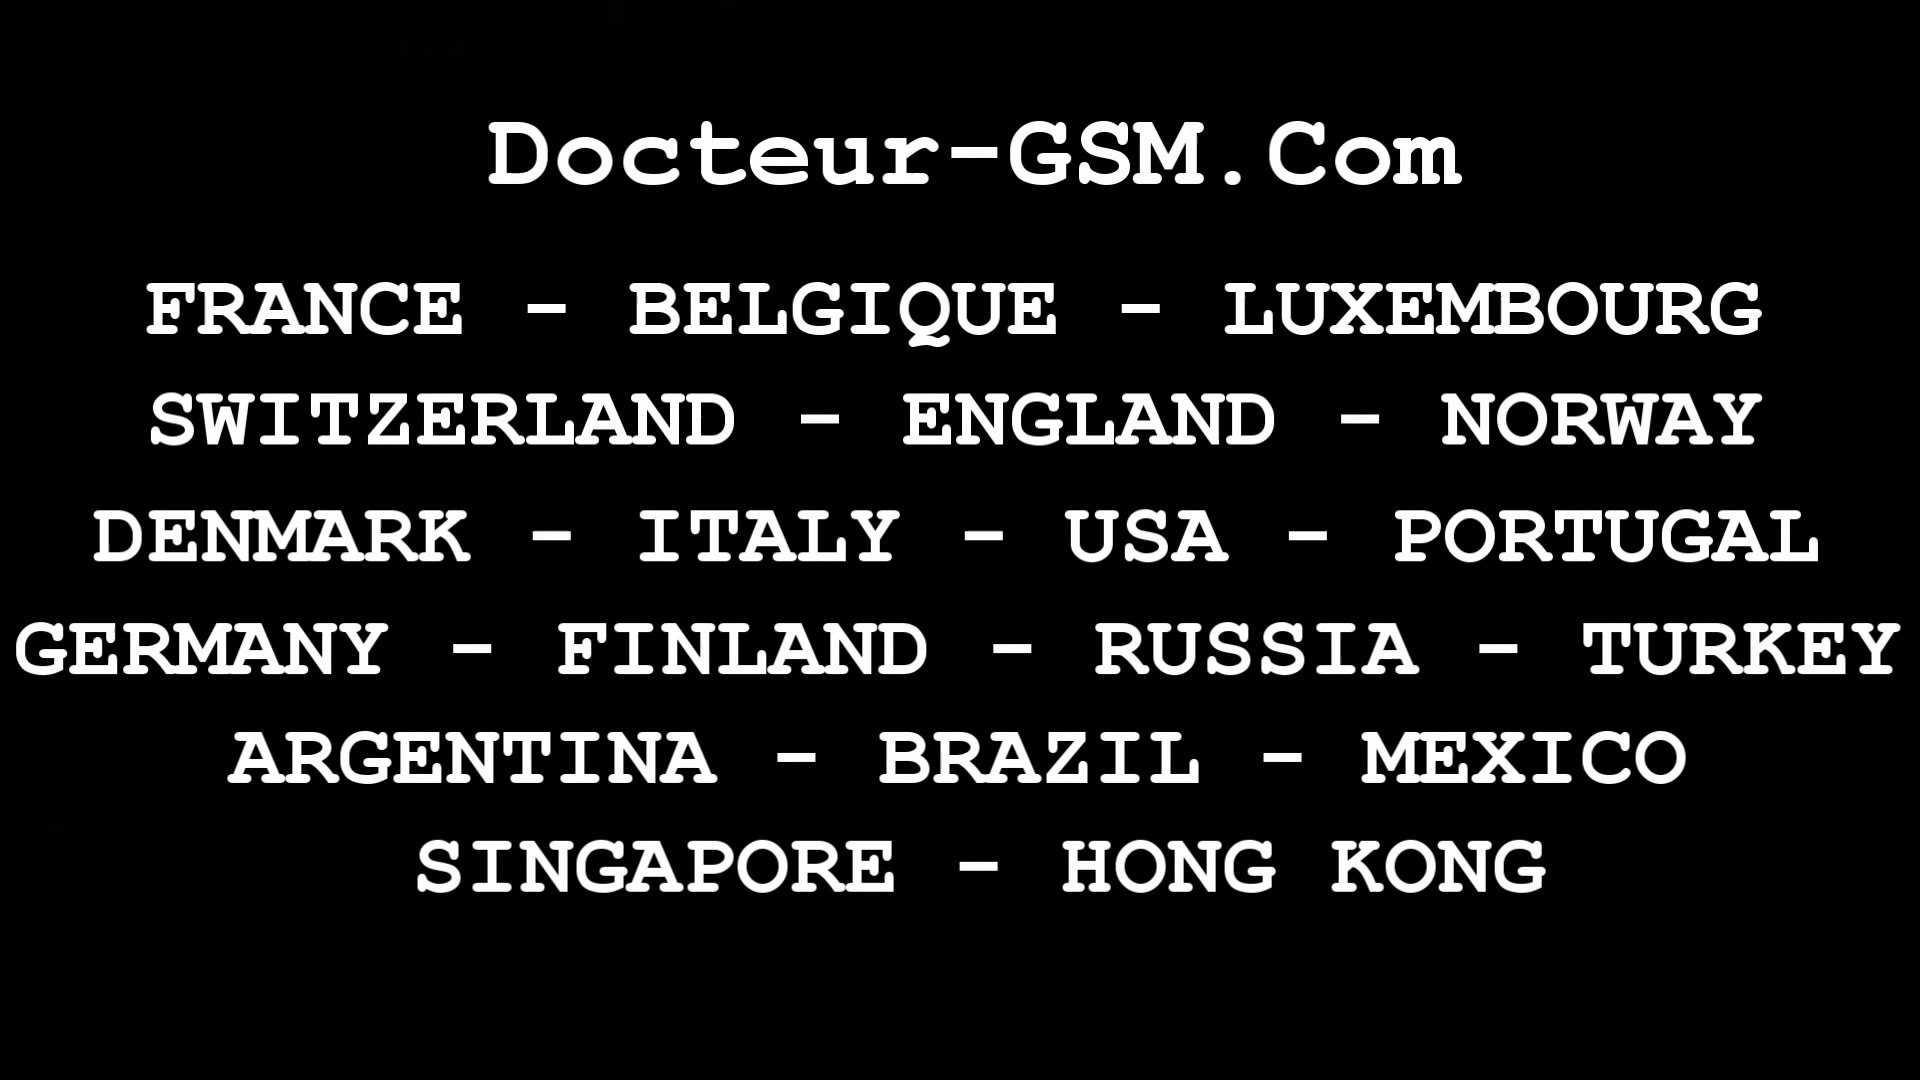 Docteur-GSM.Com
FRANCE - BELGIQUE - LUXEMBOURG
SWITZERLAND - ENGLAND - NORWAY
DENMARK - ITALY - USA - PORTUGAL
GERMANY - FINLAND - RUSSIA - TURKEY
ARGENTINA - BRAZIL - MEXICO
SINGAPORE - HONG KONG